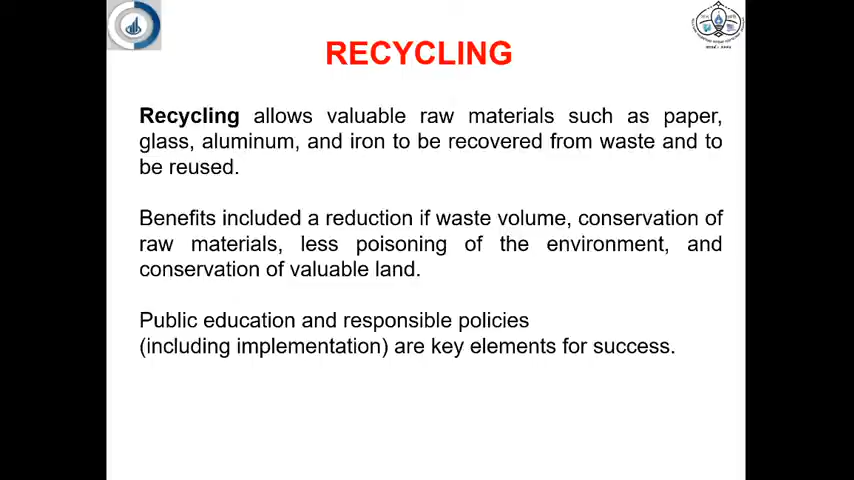 RECYCLING
Recycling allows valuable raw materials such as paper,
glass, aluminum, and iron to be recovered from waste and to
be reused.
Benefits included a reduction if waste volume, conservation of
raw materials, less poisoning of the environment, and
conservation of valuable land.
Public education and responsible policies
(including implementation) are key elements for success.